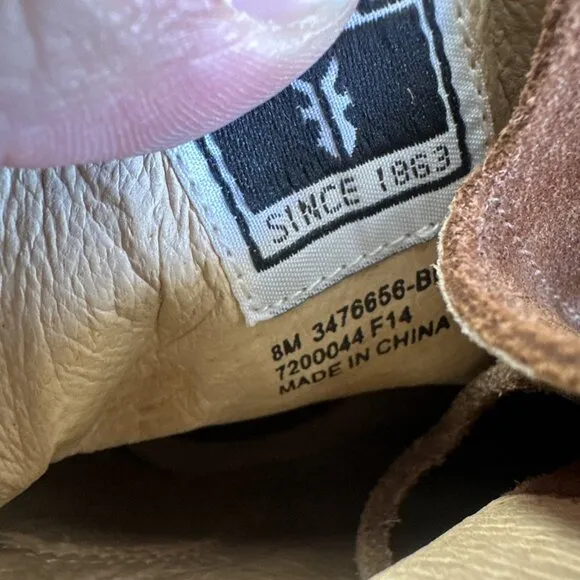 SINCE 1863
8M 3476656-B
7200044 F14
MADE IN CHINA